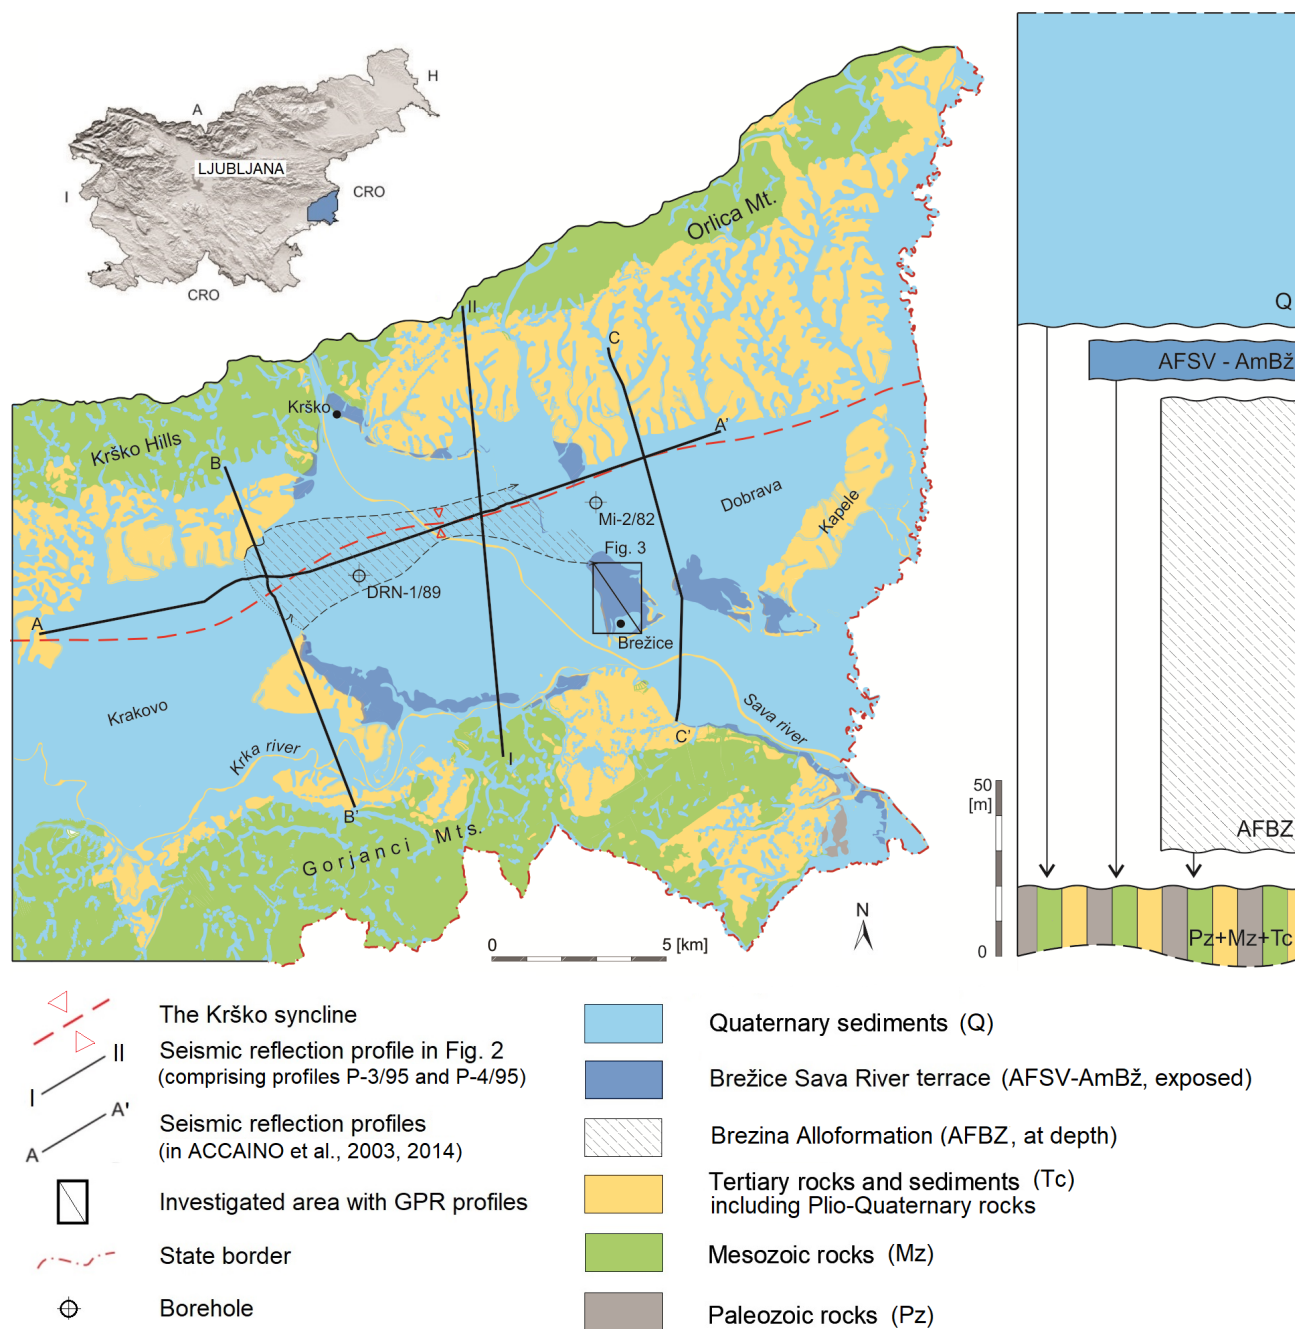 H
A
LJUBLJANA
I
CRO
CRO
Orlica Mt.
II
C
Krško
A'
Krško Hills
B
Dobrava
Mi-2/82
Kapele
Fig. 3
DRN-1/89
A
Brežice
Krakovo
Sava river
C'
Krka river
I
B'
Gorjanci Mts.
N
0 5 [km]
Q
AFSV - AmBž
50
[m]
AFBZ
Pz+Mz+Tc
0
The Krško syncline
II
I
Seismic reflection profile in Fig. 2
(comprising profiles P-3/95 and P-4/95)
A'
A
Seismic reflection profiles
(in ACCAINO et al., 2003, 2014)
Investigated area with GPR profiles
State border
Borehole
Quaternary sediments (Q)
Brežice Sava River terrace (AFSV-AmBž, exposed)
Brezina Alloformation (AFBZ, at depth)
Tertiary rocks and sediments (Tc)
including Plio-Quaternary rocks
Mesozoic rocks (Mz)
Paleozoic rocks (Pz)